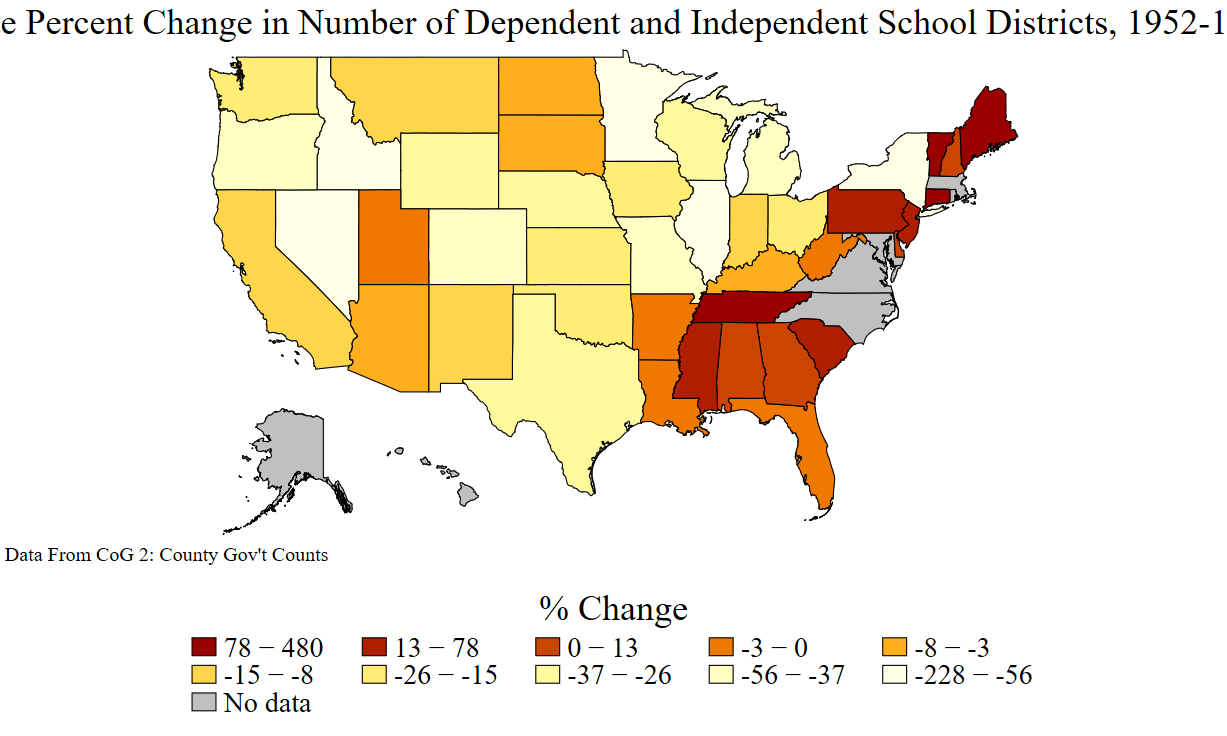 e Percent Change in Number of Dependent and Independent School Districts, 1952-1
Data From CoG 2: County Gov't Counts
% Change
78 − 480 13 − 78 0 − 13 -3 − 0 -8 − -3
-15 − -8 -26 − -15 -37 − -26 -56 − -37 -228 − -56
No data